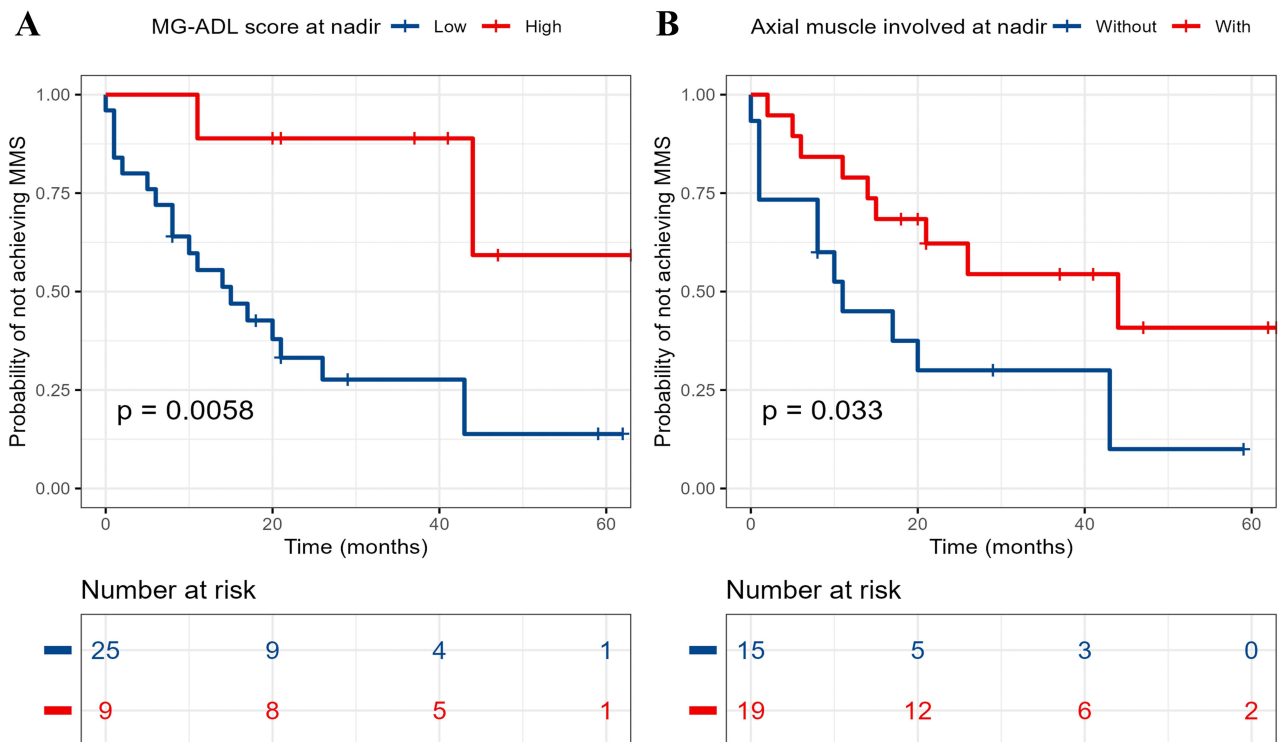 A MG-ADL score at nadir Low High
Probability of not achieving MMS
1.00
0.75
0.50
0.25
0.00
p = 0.0058
0 20 40 60
Time (months)
Number at risk
25 9 4 1
9 8 5 1
B Axial muscle involved at nadir Without With
Probability of not achieving MMS
1.00
0.75
0.50
0.25
0.00
p = 0.033
0 20 40 60
Time (months)
Number at risk
15 5 3 0
19 12 6 2